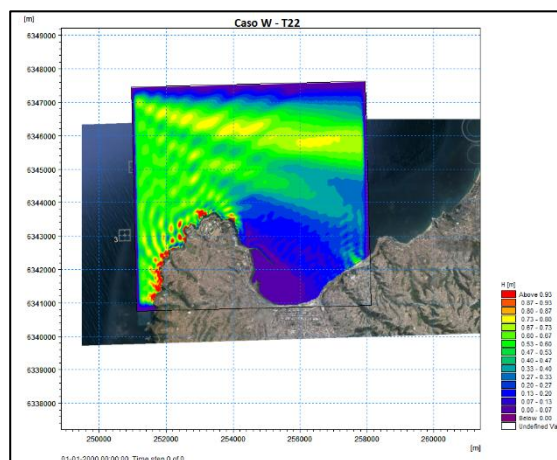 Caso W - T22
[m]
6349000
6348000
6347000
6346000
6345000
6344000
6343000
6342000
6341000
6340000
6339000
6338000
3
250000 252000 254000 256000 258000 260000
[m]
H [m]
Above 0.93
0.87 - 0.93
0.80 - 0.87
0.73 - 0.80
0.67 - 0.73
0.60 - 0.67
0.53 - 0.60
0.47 - 0.53
0.40 - 0.47
0.33 - 0.40
0.27 - 0.33
0.20 - 0.27
0.13 - 0.20
0.07 - 0.13
0.00 - 0.07
Below 0.00
Undefined Va
01-01-2000 00:00:00, Time step 0 of 0